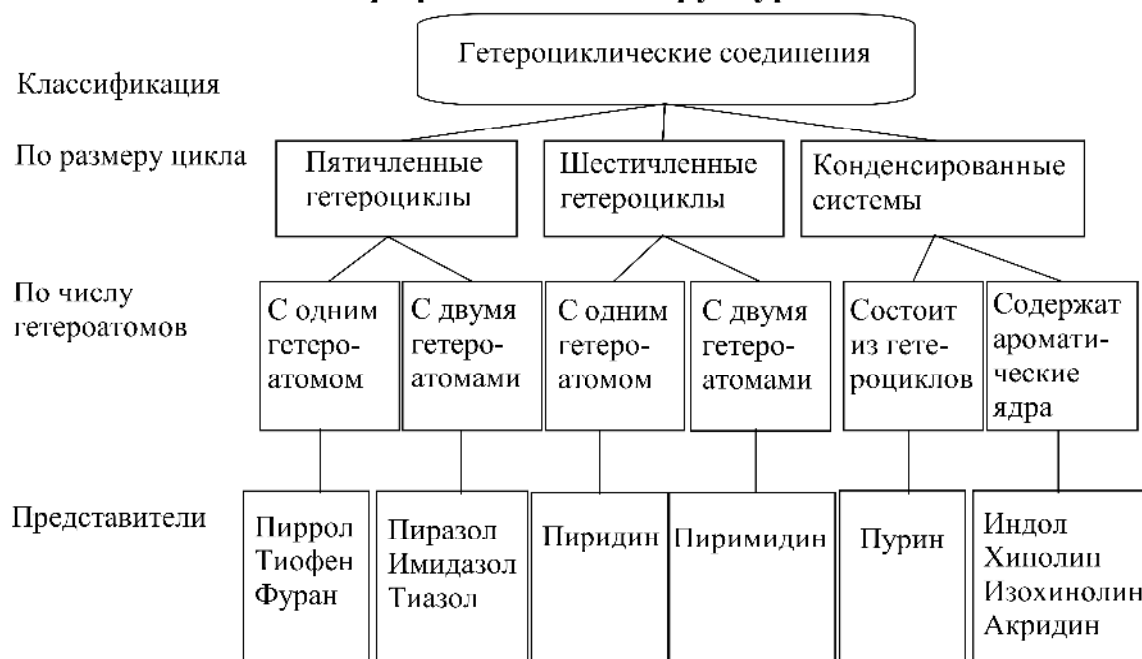 Гетероциклические соединения
Классификация
По размеру цикла
Пятичленные
гетероциклы
Шестичленные
гетероциклы
Конденсированные
системы
По числу
гетероатомов
С одним
гетеро-
атомом
С двумя
гетеро-
атомами
С одним
гетеро-
атомом
С двумя
гетеро-
атомами
Состоит
из гете-
роциклов
Содержат
аромати-
ческие
ядра
Представители
Пиррол
Тиофен
Фуран
Пиразол
Имидазол
Тиазол
Пиридин
Пиримидин
Пурин
Индол
Хинолин
Изохинолин
Акридин